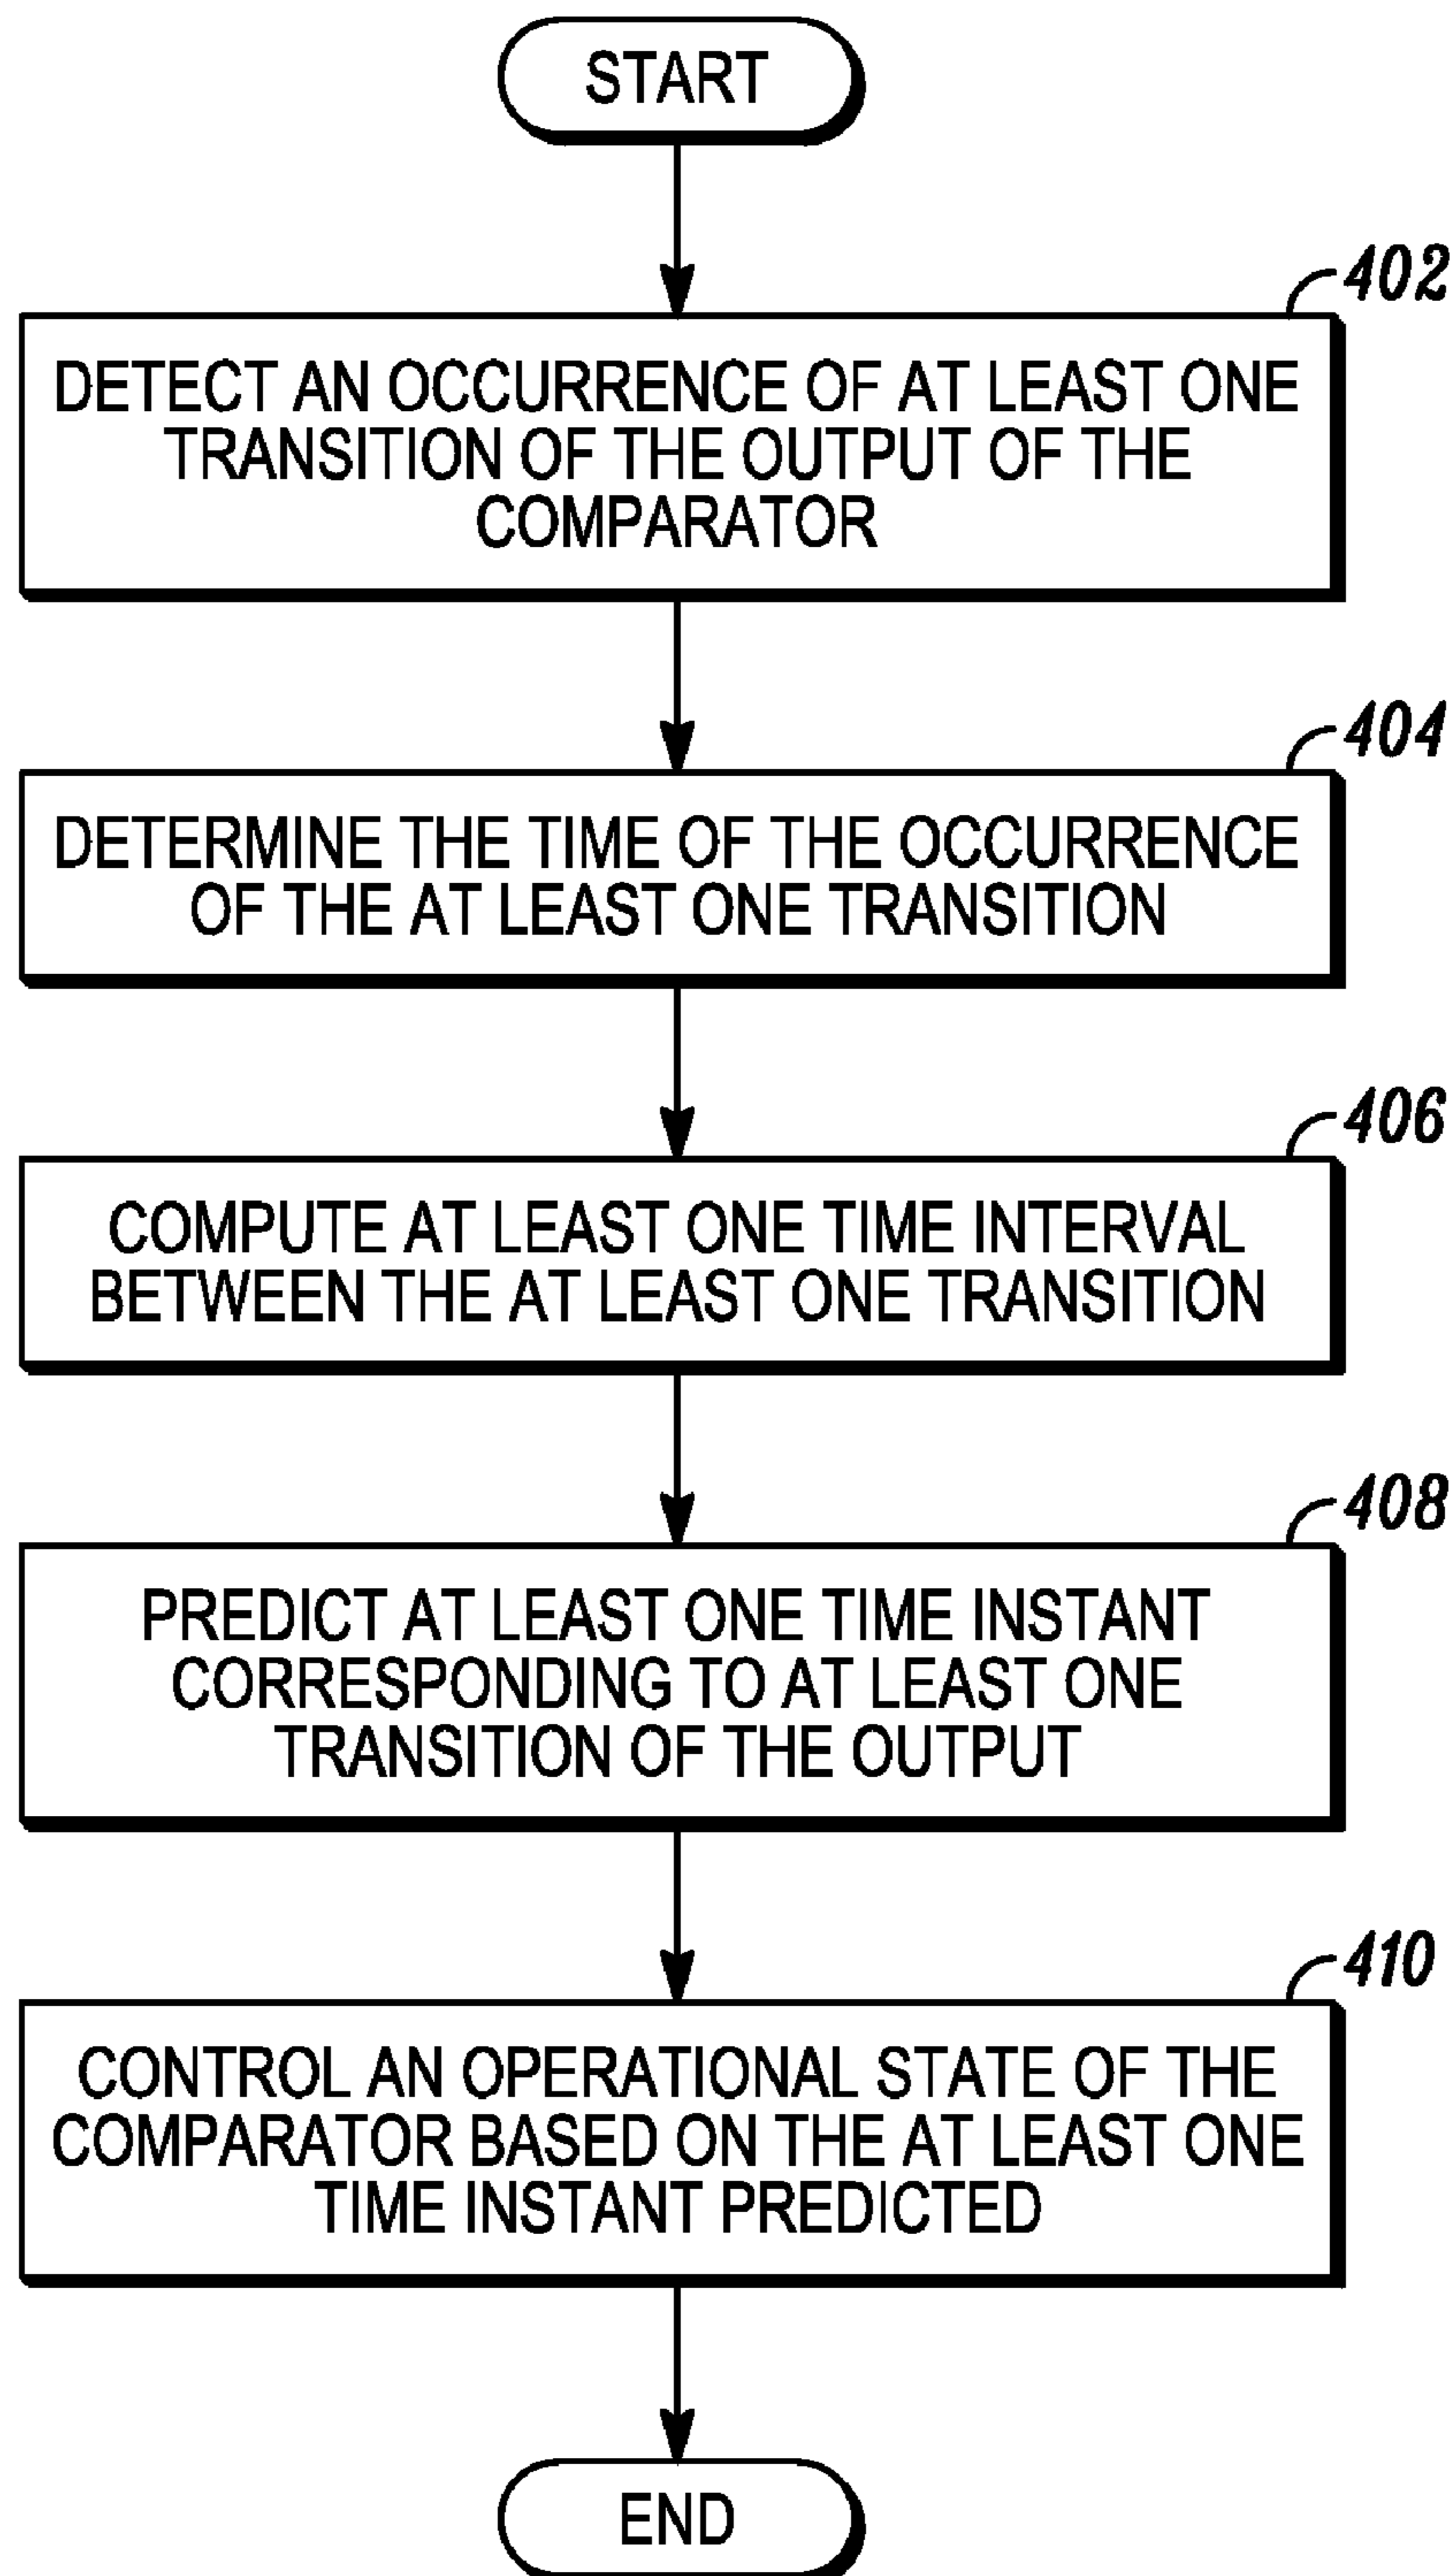 START
402
DETECT AN OCCURRENCE OF AT LEAST ONE
TRANSITION OF THE OUTPUT OF THE
COMPARATOR
404
DETERMINE THE TIME OF THE OCCURRENCE
OF THE AT LEAST ONE TRANSITION
406
COMPUTE AT LEAST ONE TIME INTERVAL
BETWEEN THE AT LEAST ONE TRANSITION
408
PREDICT AT LEAST ONE TIME INSTANT
CORRESPONDING TO AT LEAST ONE
TRANSITION OF THE OUTPUT
410
CONTROL AN OPERATIONAL STATE OF THE
COMPARATOR BASED ON THE AT LEAST ONE
TIME INSTANT PREDICTED
END